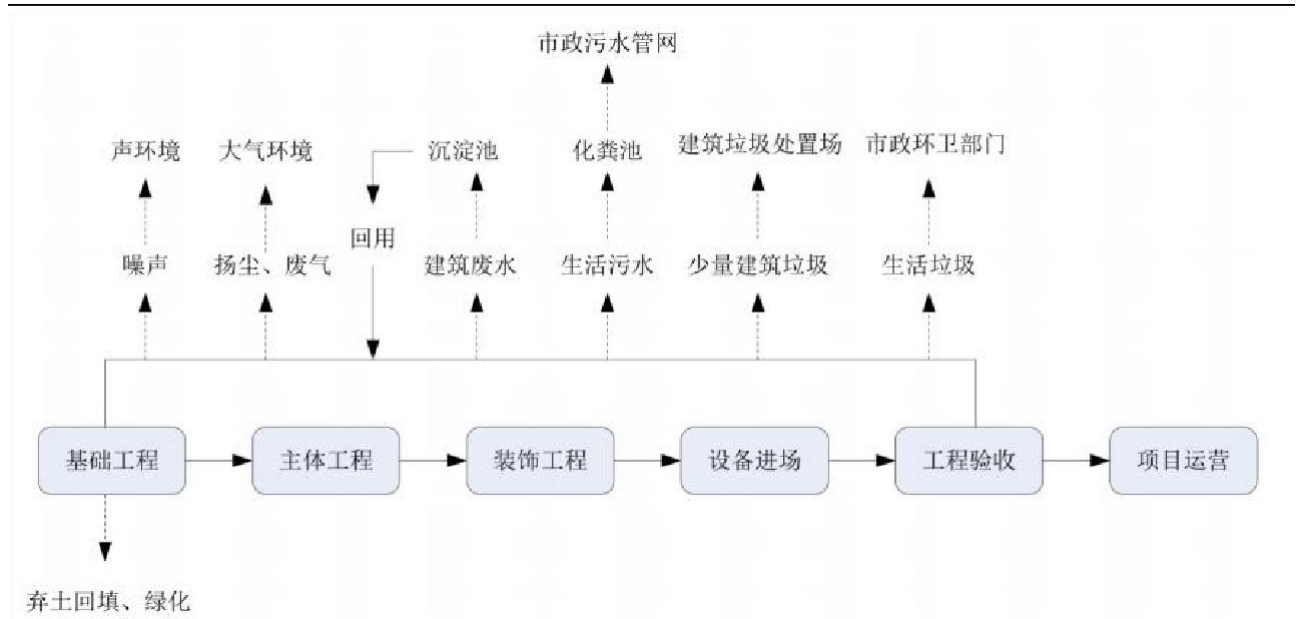 市政污水管网
声环境 大气环境 沉淀池 化粪池 建筑垃圾处置场 市政环卫部门
回用
噪声 扬尘、废气 建筑废水 生活污水 少量建筑垃圾 生活垃圾
基础工程 主体工程 装饰工程 设备进场 工程验收 项目运营
弃土回填、绿化